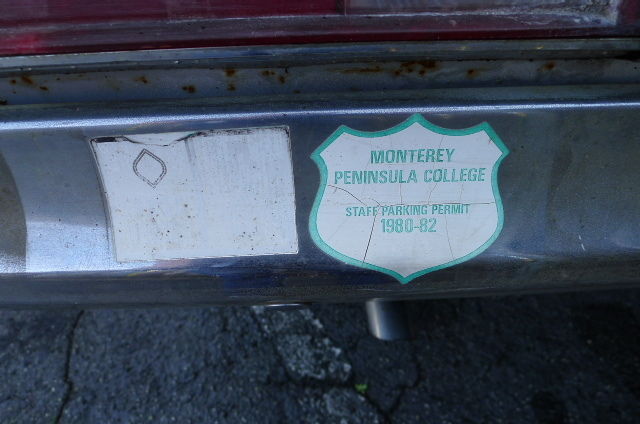 MONTEREY
PENINSULA COLLEGE
STAFF PARKING PERMIT
1980-82